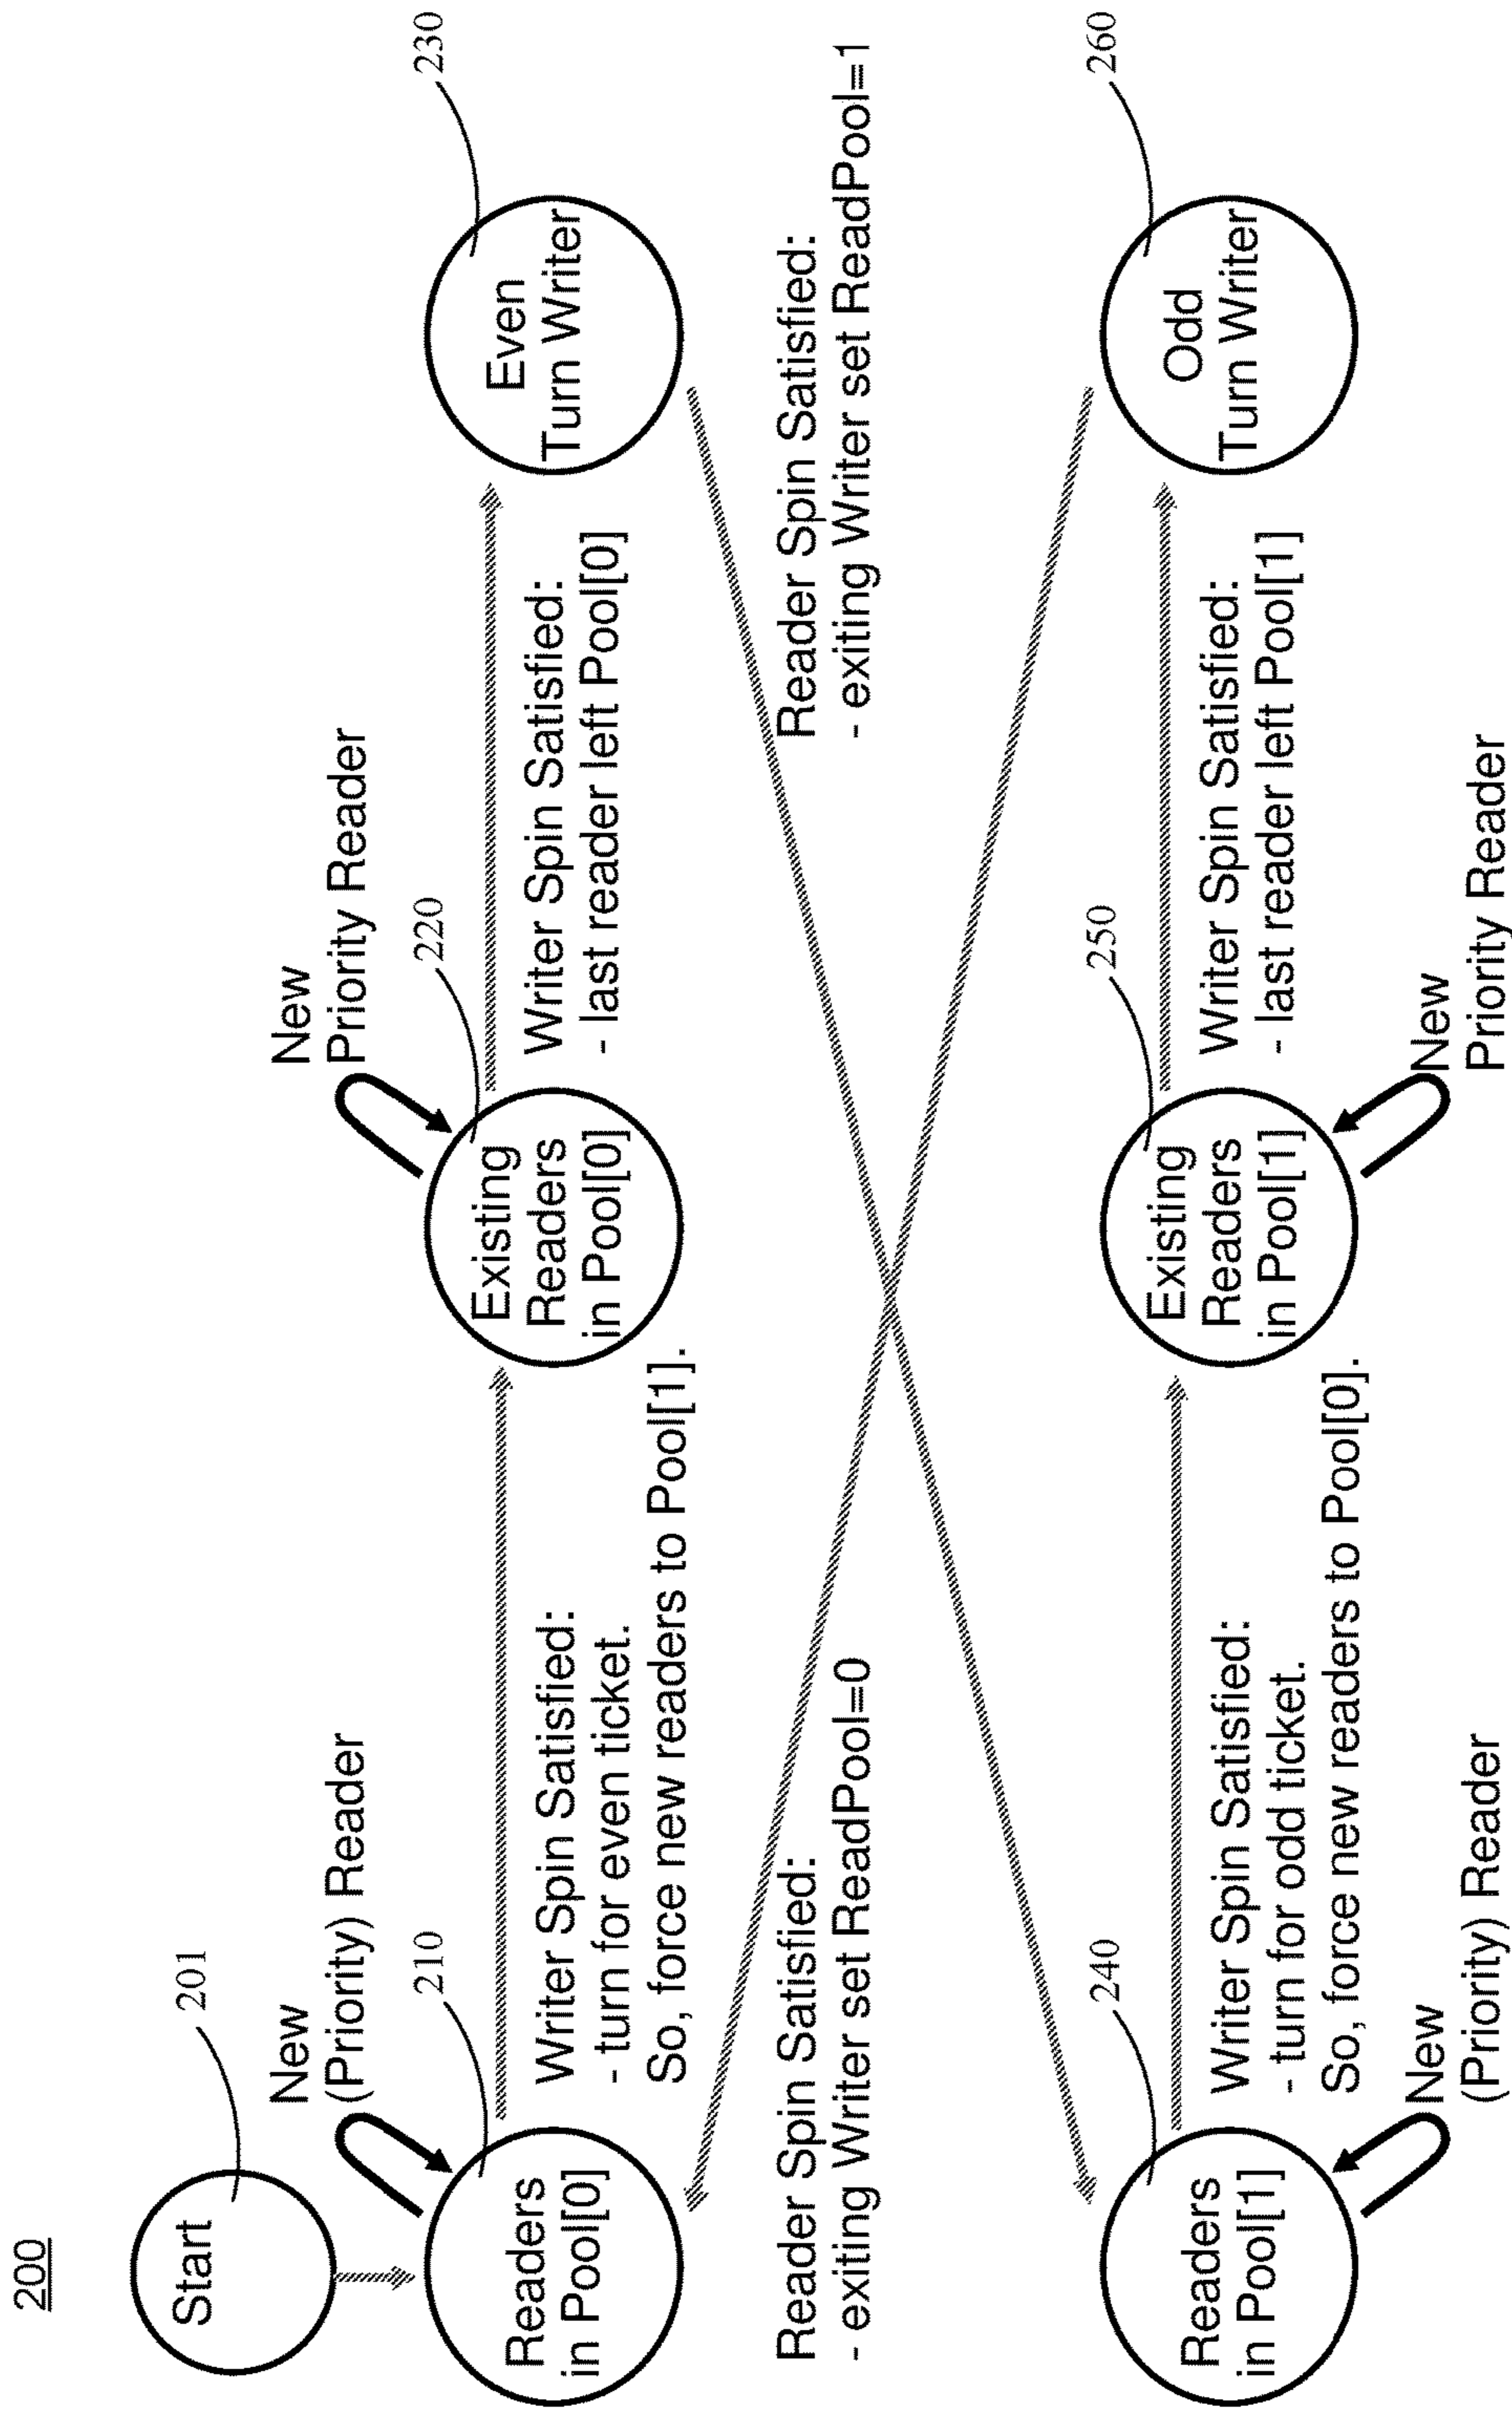 200
Start
201
New
(Priority) Reader
210
Readers
in Pool[0]
Writer Spin Satisfied:
- turn for even ticket.
So, force new readers to Pool[1].
New
Priority Reader
220
Existing
Readers
in Pool[0]
Writer Spin Satisfied:
- last reader left Pool[0]
230
Even
Turn Writer
Reader Spin Satisfied:
- exiting Writer set ReadPool=0
Reader Spin Satisfied:
- exiting Writer set ReadPool=1
240
Readers
in Pool[1]
New
(Priority) Reader
Writer Spin Satisfied:
- turn for odd ticket.
So, force new readers to Pool[0].
250
Existing
Readers
in Pool[1]
New
Priority Reader
Writer Spin Satisfied:
- last reader left Pool[1]
260
Odd
Turn Writer